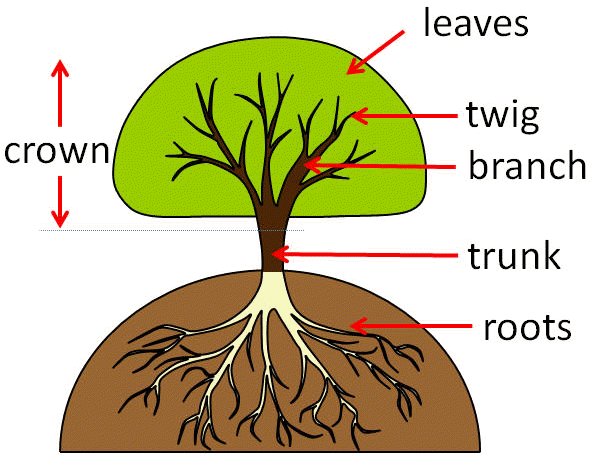 leaves
twig
crown
branch
trunk
roots